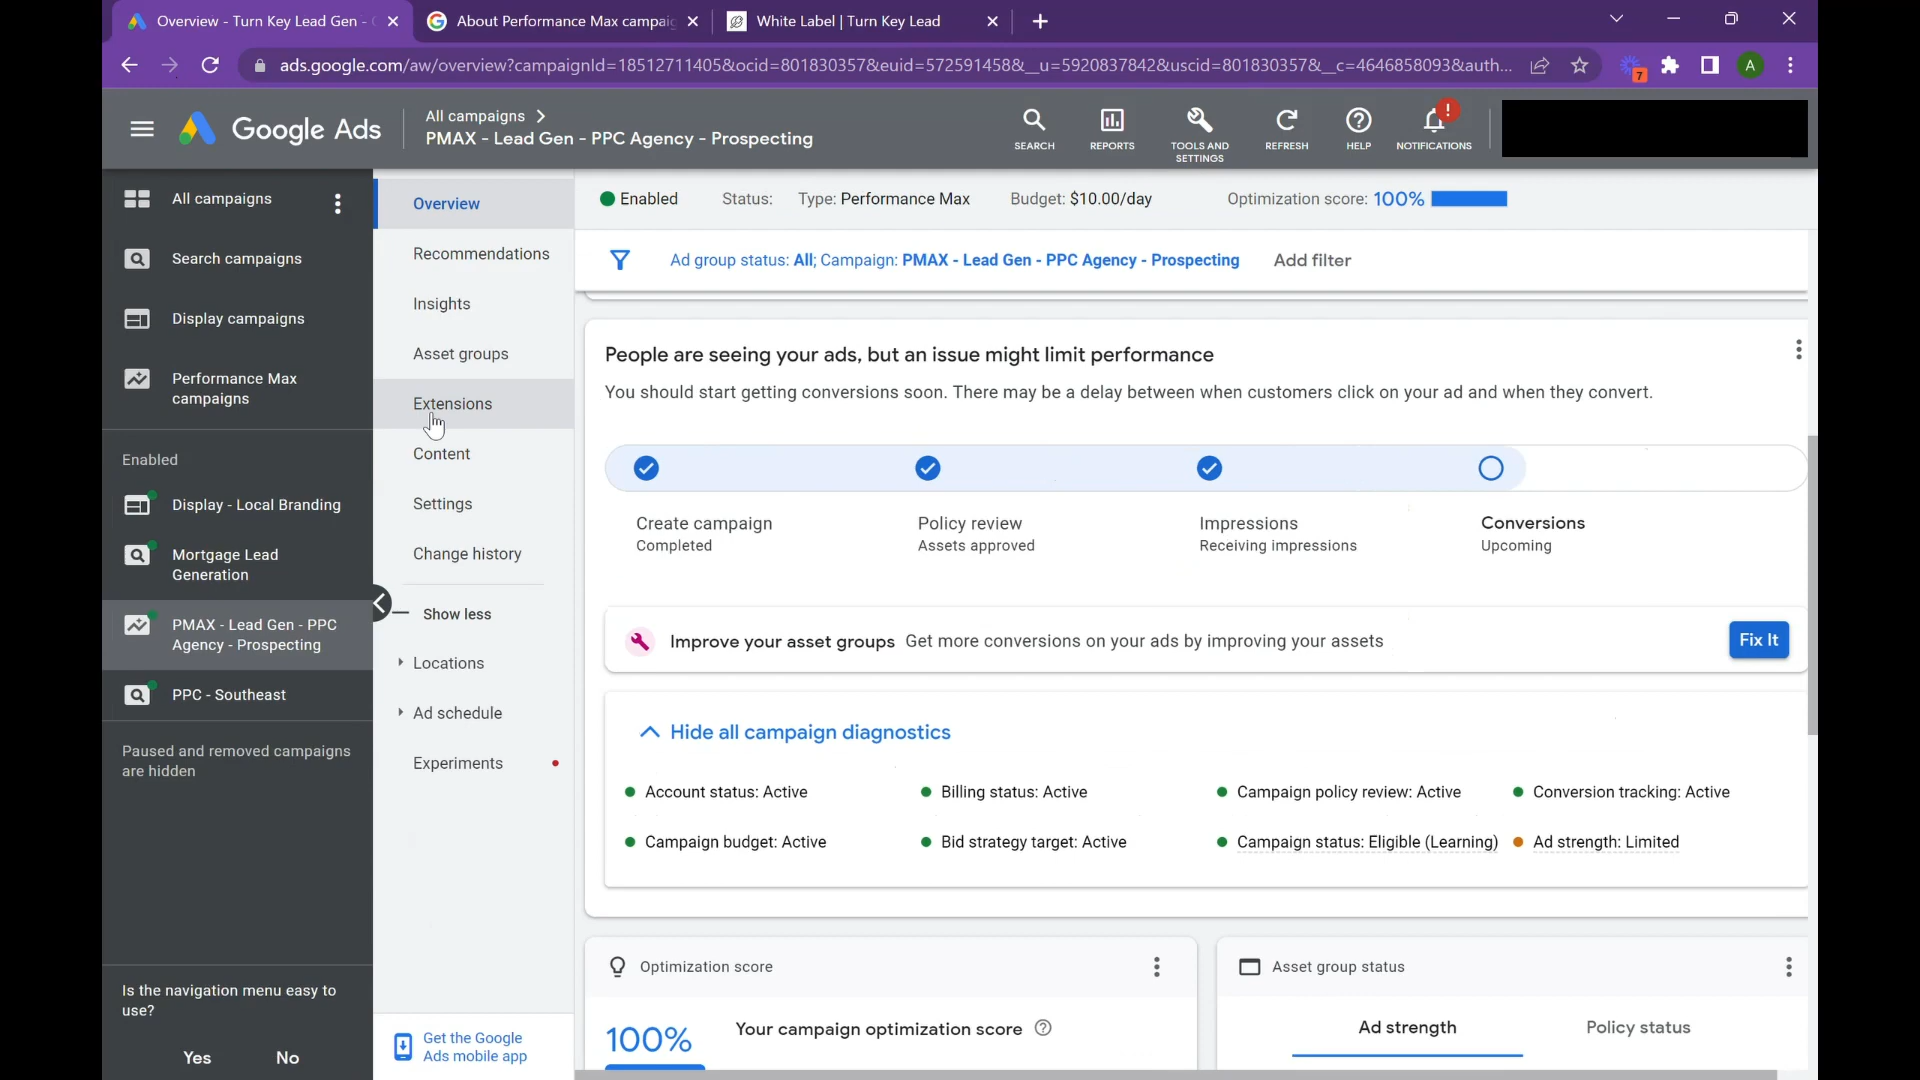 Overview - Turn Key Lead Gen -
About Performance Max campaig
White Label | Turn Key Lead
ads.google.com/aw/overview?campaignId=18512711405&ocid=801830357&euid=572591458&__u=5920837842&uscid=801830357&__c=4646858093&auth...
7
A
Google Ads
All campaigns
PMAX - Lead Gen - PPC Agency - Prospecting
SEARCH
REPORTS
TOOLS AND
SETTINGS
REFRESH
HELP
!
NOTIFICATIONS
All campaigns
Search campaigns
Display campaigns
Performance Max
campaigns
Enabled
Display - Local Branding
Mortgage Lead
Generation
PMAX - Lead Gen - PPC
Agency - Prospecting
PPC - Southeast
Paused and removed campaigns
are hidden
Is the navigation menu easy to
use?
Yes
No
Overview
Recommendations
Insights
Asset groups
Extensions
Content
Settings
Change history
Show less
Locations
Ad schedule
Experiments
Get the Google
Ads mobile app
Enabled
Status:
Type: Performance Max
Budget: $10.00/day
Optimization score: 100%
Ad group status: All; Campaign: PMAX - Lead Gen - PPC Agency - Prospecting
Add filter
People are seeing your ads, but an issue might limit performance
You should start getting conversions soon. There may be a delay between when customers click on your ad and when they convert.
Create campaign
Completed
Policy review
Assets approved
Impressions
Receiving impressions
Conversions
Upcoming
Improve your asset groups Get more conversions on your ads by improving your assets
Fix It
Hide all campaign diagnostics
Account status: Active
Billing status: Active
Campaign policy review: Active
Conversion tracking: Active
Campaign budget: Active
Bid strategy target: Active
Campaign status: Eligible (Learning)
Ad strength: Limited
Optimization score
100%
Your campaign optimization score
Asset group status
Ad strength
Policy status